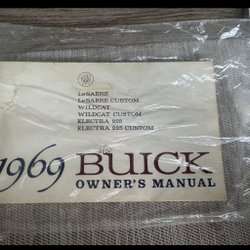 LeSABRE
LeSABRE CUSTOM
WILDCAT
WILDCAT CUSTOM
ELECTRA 225
ELECTRA 225 CUSTOM
1969 BUICK
OWNER'S MANUAL